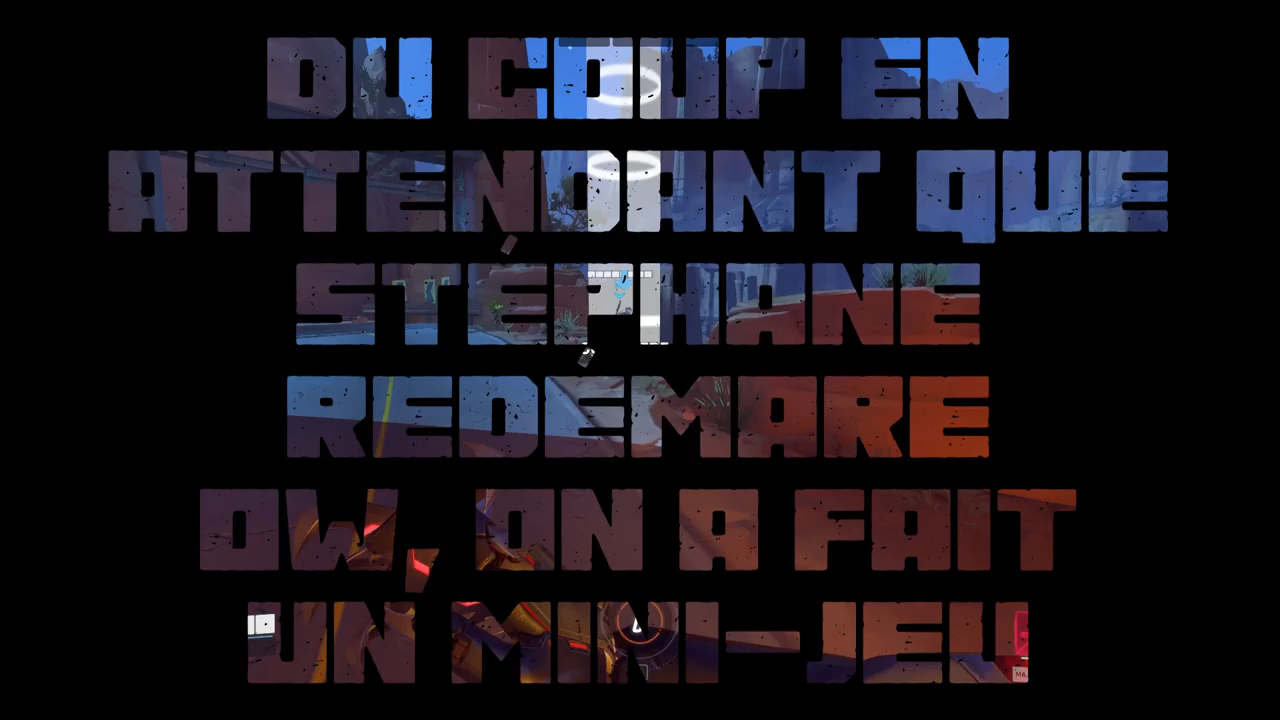 DU COUP EN
ATTENDANT QUE
STÉPHANE
REDÉMARE
OW, ON A FAIT
UN MINI-JEU